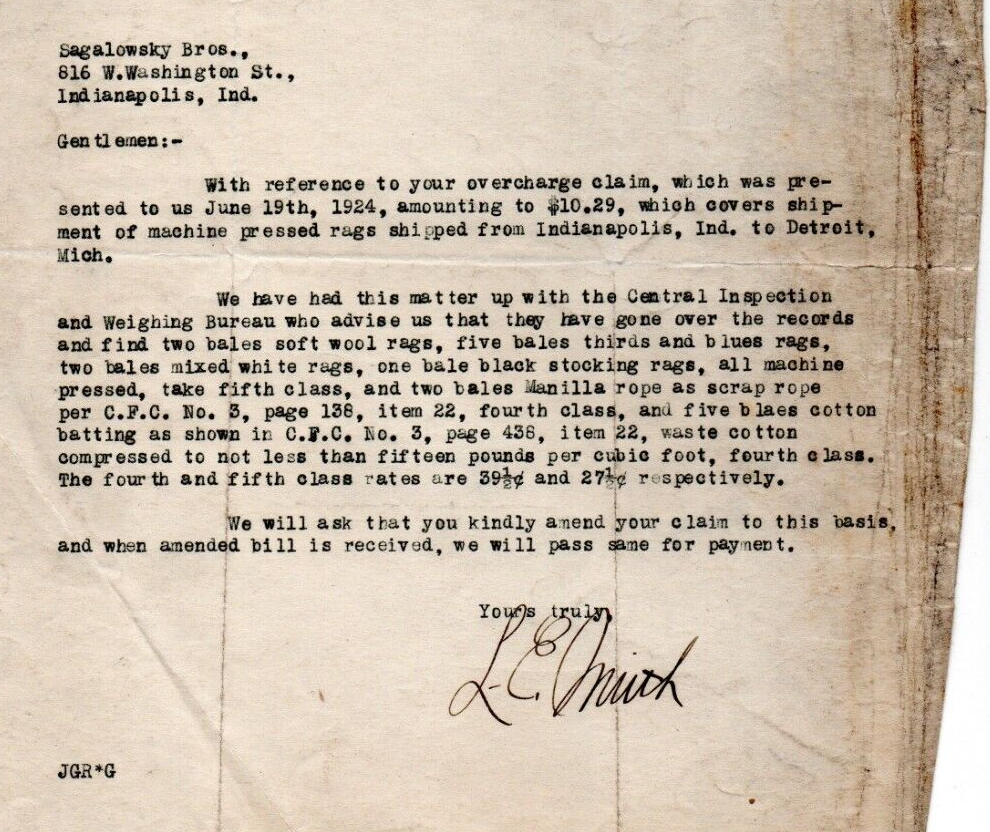 Sagalowsky Bros.,
816 W.Washington St.,
Indianapolis, Ind.
Gentlemen:-
With reference to your overcharge claim, which was pre-
sented to us June 19th, 1924, amounting to $10.29, which covers ship-
ment of machine pressed rags shipped from Indianapolis, Ind. to Detroit,
Mich.
We have had this matter up with the Central Inspection
and Weighing Bureau who advise us that they have gone over the records
and find two bales soft wool rags, five bales thirds and blues rags,
two bales mixed white rags, one bale black stocking rags, all machine
pressed, take fifth class, and two bales Manilla rope as scrap rope
per C.F.C. No. 3, page 138, item 22, fourth class, and five blaes cotton
batting as shown in C.F.C. No. 3, page 438, item 22, waste cotton
compressed to not less than fifteen pounds per cubic foot, fourth class.
The fourth and fifth class rates are 39½¢ and 27½¢ respectively.
We will ask that you kindly amend your claim to this basis,
and when amended bill is received, we will pass same for payment.
Yours truly,
L. E. Smith
JGR*G